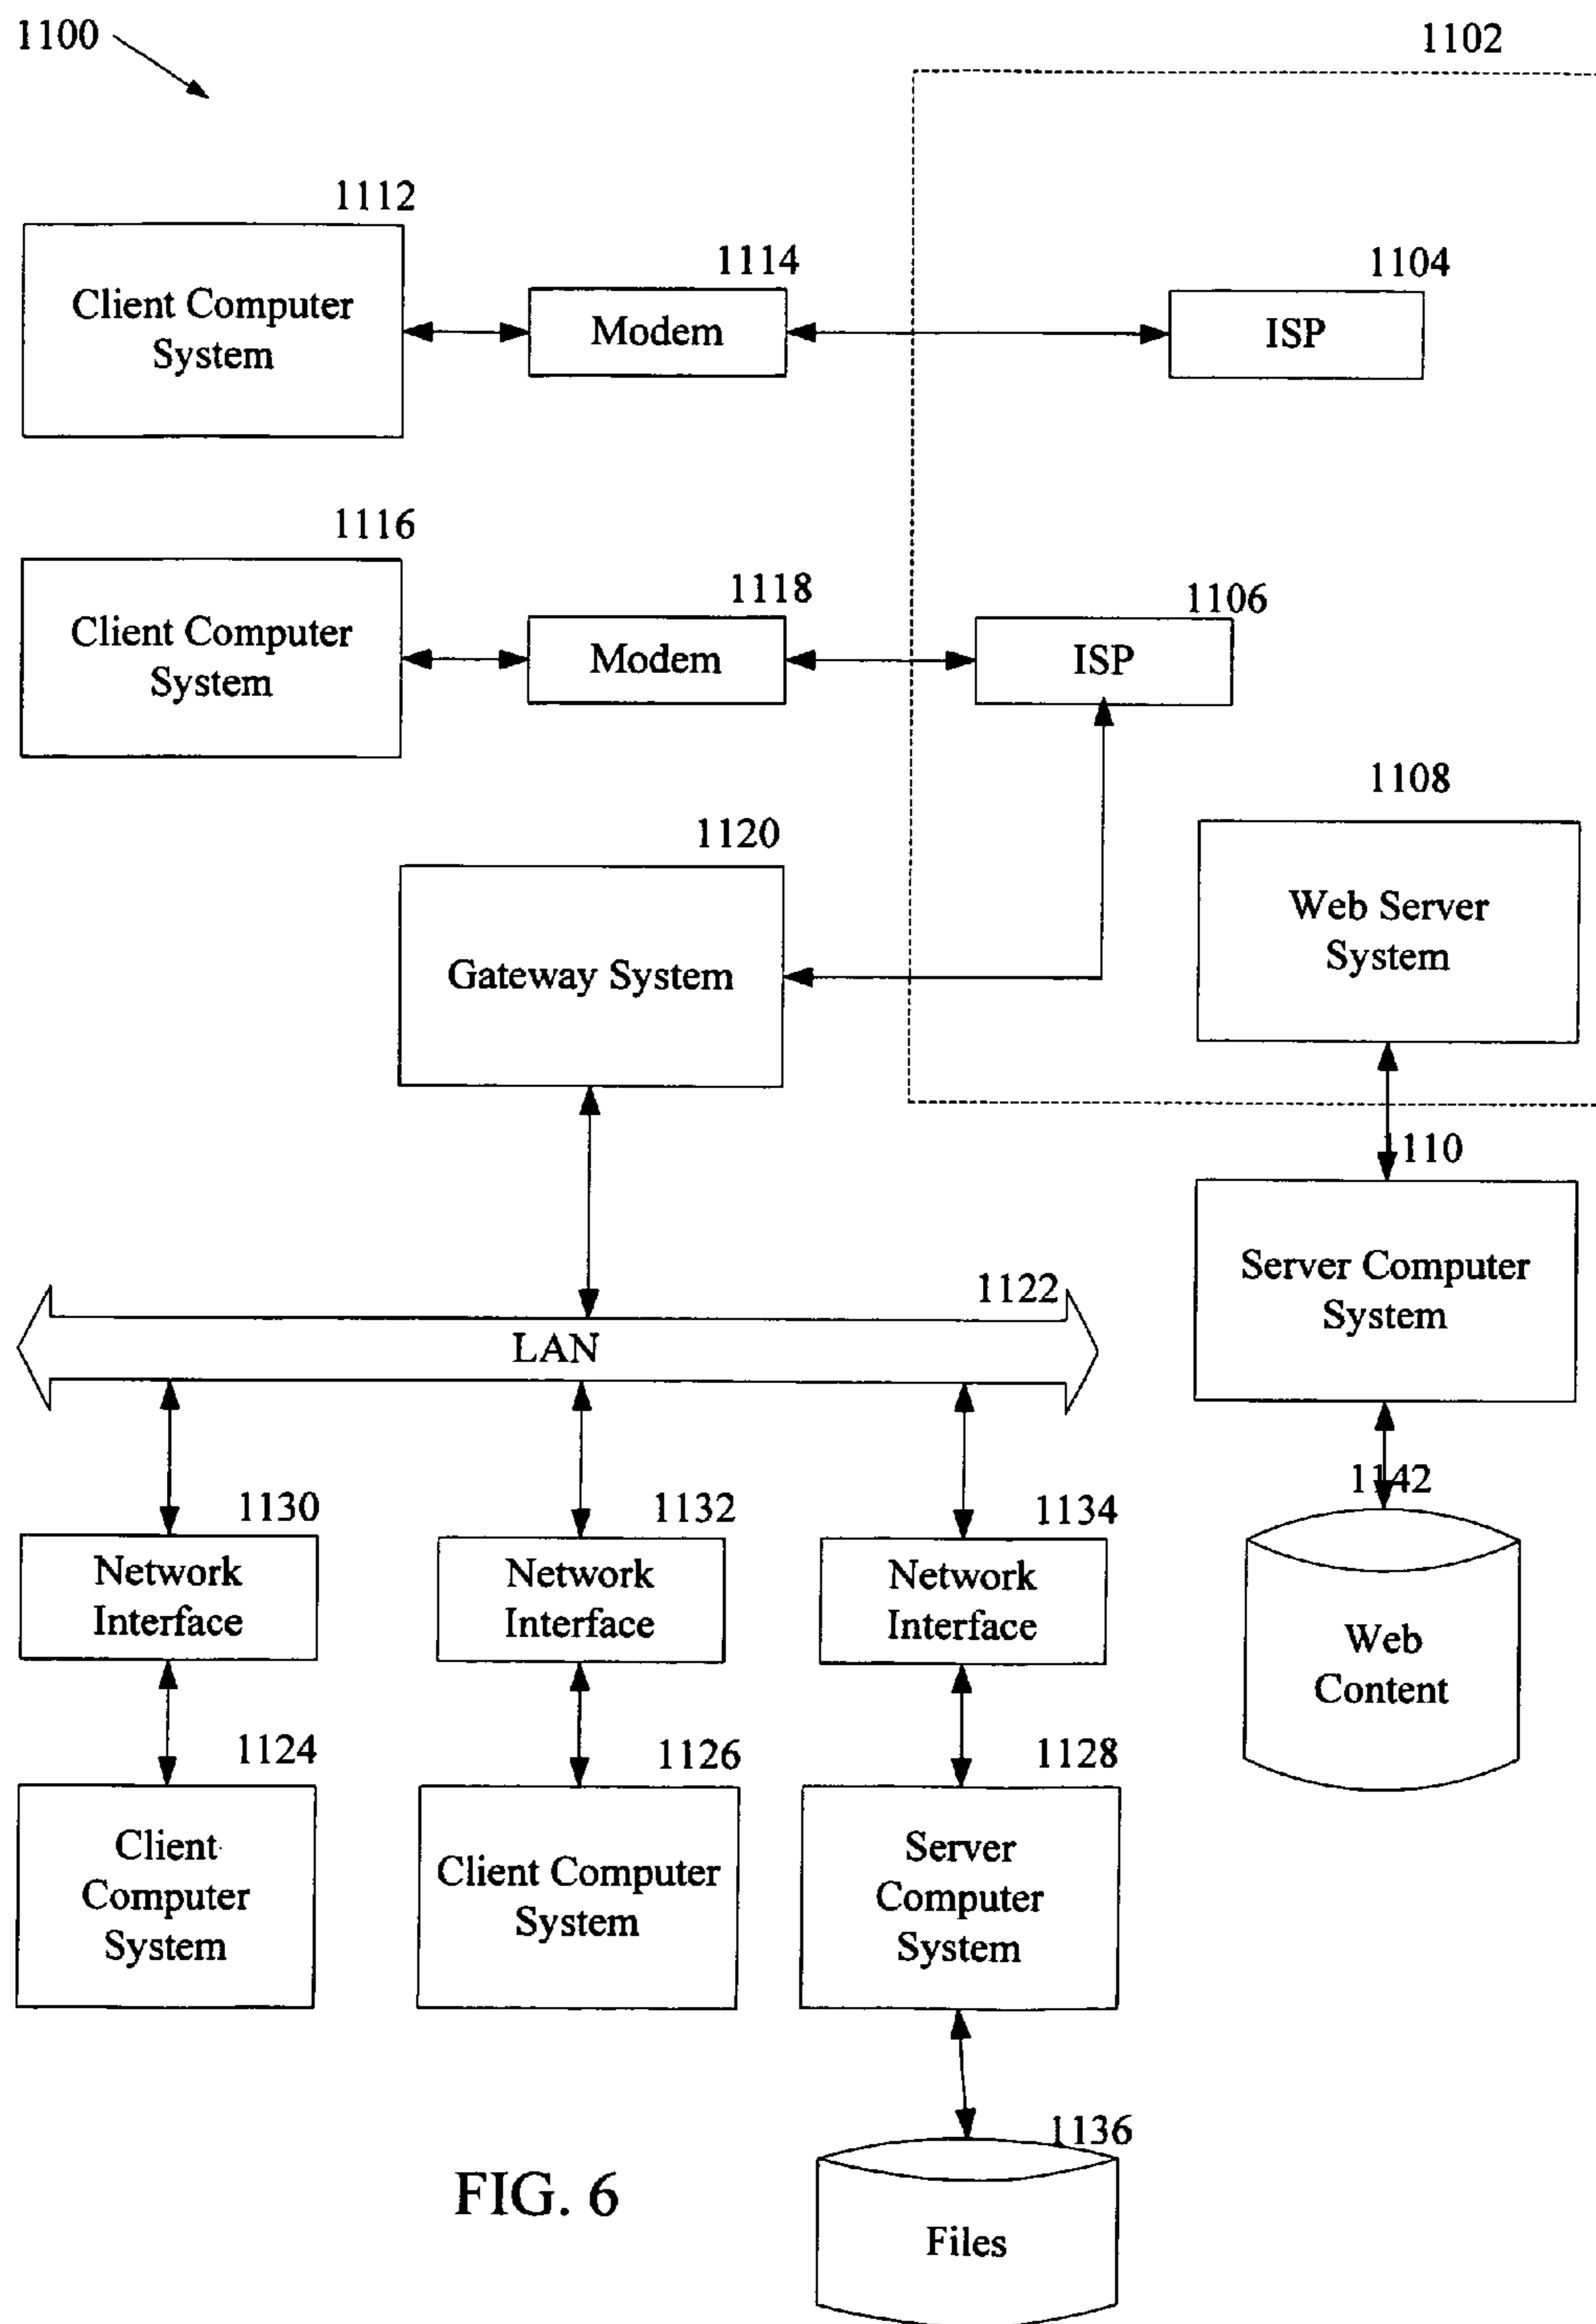 1100
1102
1112
Client Computer
System
1114
Modem
1104
ISP
1116
Client Computer
System
1118
Modem
1106
ISP
1108
Web Server
System
1120
Gateway System
1110
Server Computer
System
1122
LAN
1142
Web
Content
1130
Network
Interface
1132
Network
Interface
1134
Network
Interface
1124
Client
Computer
System
1126
Client Computer
System
1128
Server
Computer
System
1136
Files
FIG. 6